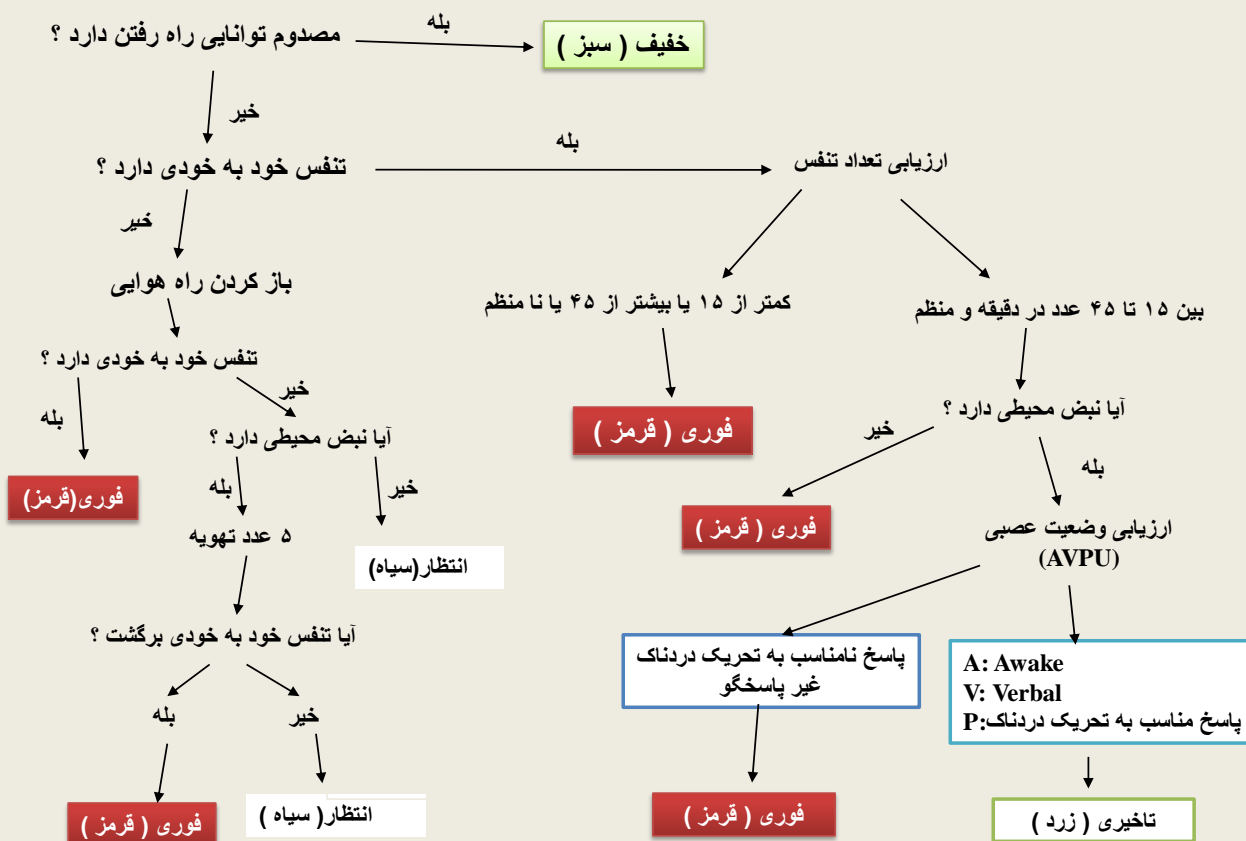 مصدوم توانایی راه رفتن دارد ؟
بله
خفیف ( سبز )
خیر
تنفس خود به خودی دارد ؟
بله
ارزیابی تعداد تنفس
خیر
باز کردن راه هوایی
کمتر از ۱۵ یا بیشتر از ۴۵ یا نا منظم
بین ۱۵ تا ۴۵ عدد در دقیقه و منظم
تنفس خود به خودی دارد ؟
خیر
بله
آیا نبض محیطی دارد ؟
فوری ( قرمز )
آیا نبض محیطی دارد ؟
خیر
بله
فوری(قرمز)
بله
خیر
فوری ( قرمز )
ارزیابی وضعیت عصبی
(AVPU)
۵ عدد تهویه
انتظار(سیاه)
آیا تنفس خود به خودی برگشت ؟
پاسخ نامناسب به تحریک دردناک
غیر پاسخگو
A: Awake
V: Verbal
P:پاسخ مناسب به تحریک دردناک
بله
خیر
فوری ( قرمز )
انتظار( سیاه )
فوری ( قرمز )
تاخیری ( زرد )